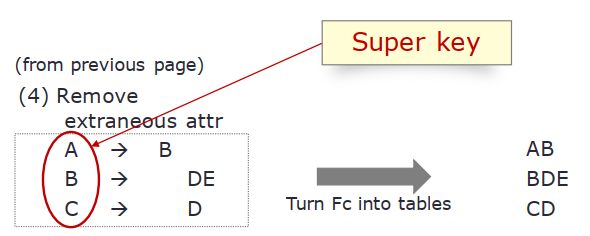 Super key
(from previous page)
(4) Remove
extraneous attr
A → B
B → DE
C → D
Turn Fc into tables
AB
BDE
CD